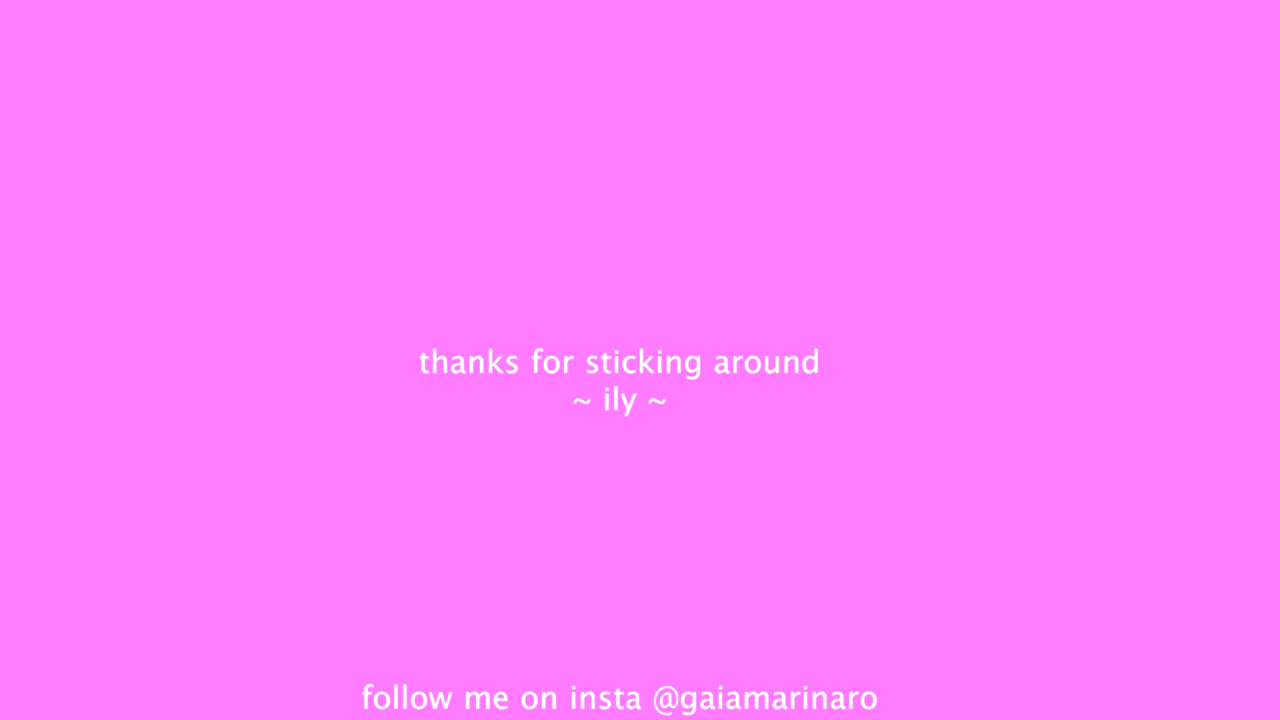 thanks for sticking around
~ ily ~
follow me on insta @gaiamarinaro